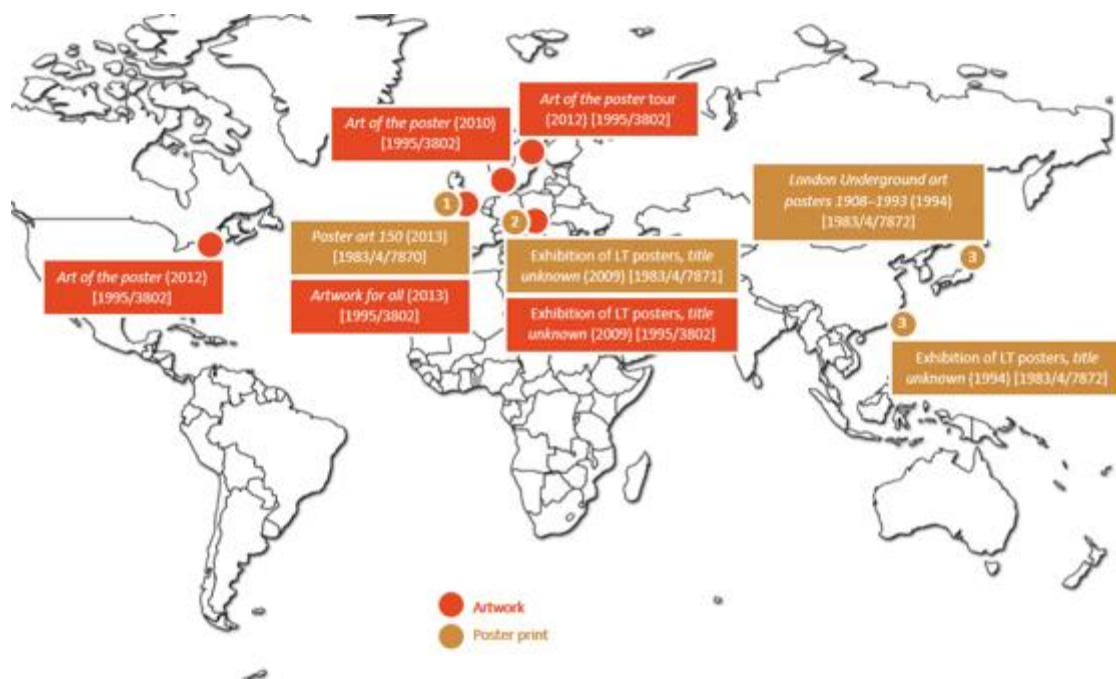 Art of the poster tour
(2012) [1995/3802]
Art of the poster (2010)
[1995/3802]
London Underground art
posters 1908–1993 (1994)
[1983/4/7872]
1
2
Poster art 150 (2013)
[1983/4/7870]
Exhibition of LT posters, title
unknown (2009) [1983/4/7871]
3
Art of the poster (2012)
[1995/3802]
Artwork for all (2013)
[1995/3802]
Exhibition of LT posters, title
unknown (2009) [1995/3802]
3
Exhibition of LT posters, title
unknown (1994) [1983/4/7872]
Artwork
Poster print